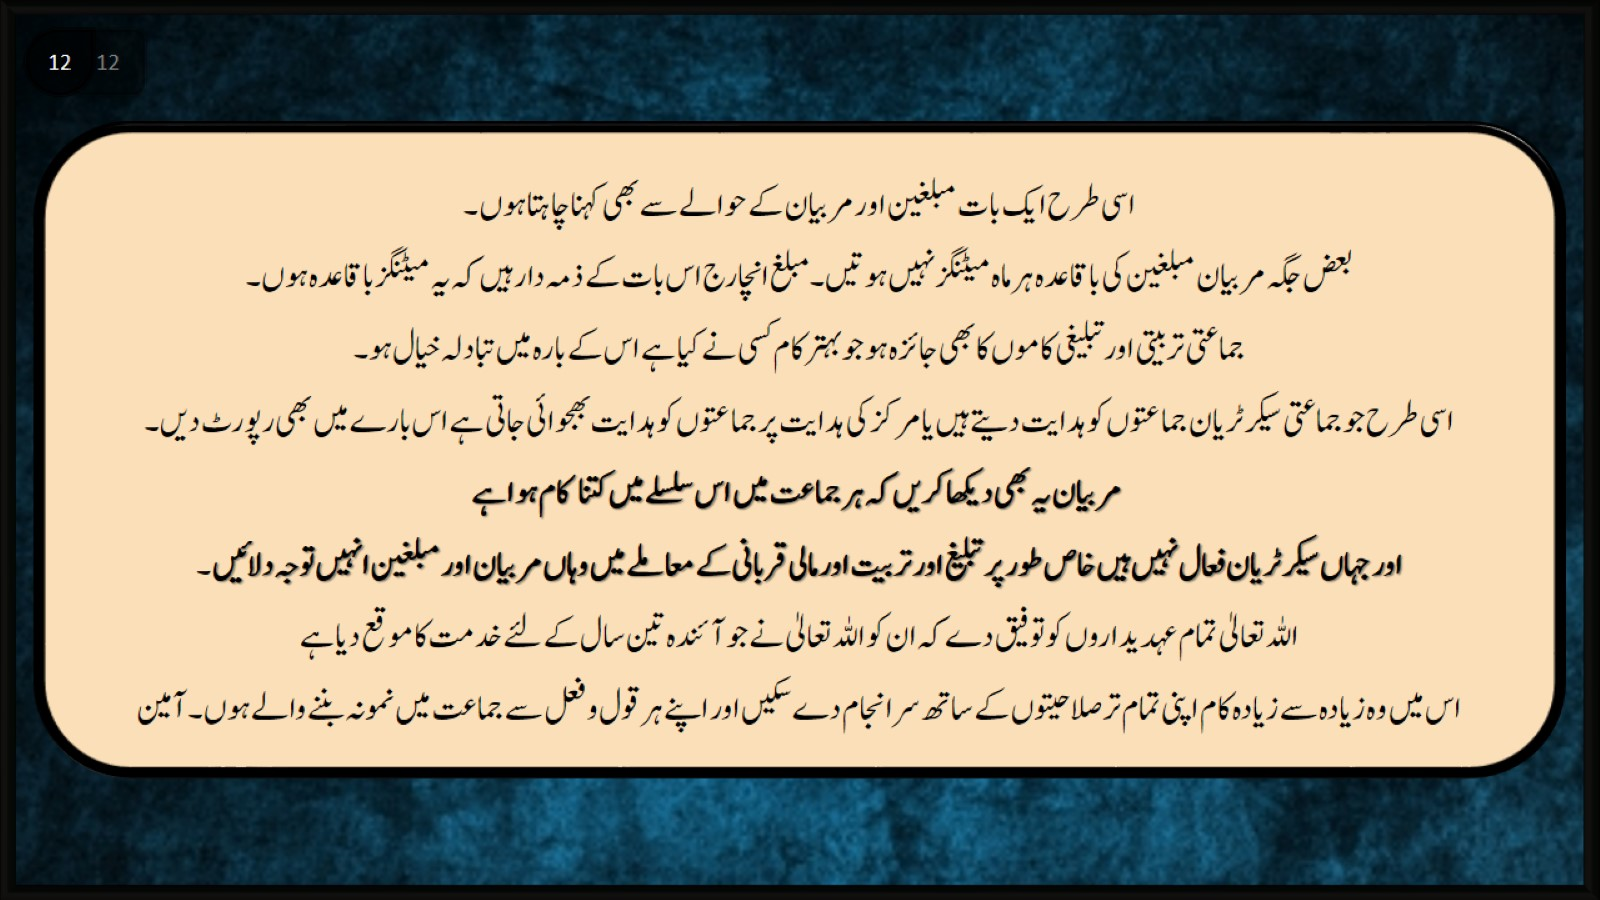 12 12
اسی طرح ایک بات مبلغین اور مربیان کے حوالے سے بھی کہنا چاہتا ہوں۔
بعض جگہ مربیان مبلغین کی باقاعدہ ہر ماہ میٹنگز نہیں ہوتیں۔ مبلغ انچارج اس بات کے ذمہ دار ہیں کہ یہ میٹنگز باقاعدہ ہوں۔
جماعتی تربیتی اور تبلیغی کاموں کا بھی جائزہ ہو جو بہتر کام کسی نے کیا ہے اس کے بارہ میں تبادلہ خیال ہو۔
اسی طرح جو جماعتی سیکرٹریان جماعتوں کو ہدایت دیتے ہیں یا مرکز کی ہدایت پر جماعتوں کو ہدایت بھجوائی جاتی ہے اس بارے میں بھی رپورٹ دیں۔
مربیان یہ بھی دیکھا کریں کہ ہر جماعت میں اس سلسلے میں کتنا کام ہوا ہے
اور جہاں سیکرٹریان فعال نہیں ہیں خاص طور پر تبلیغ اور تربیت اور مالی قربانی کے معاملے میں وہاں مربیان اور مبلغین انہیں توجہ دلائیں۔
اللہ تعالیٰ تمام عہدیداروں کو توفیق دے کہ ان کو اللہ تعالیٰ نے جو آئندہ تین سال کے لئے خدمت کا موقع دیا ہے
اس میں وہ زیادہ سے زیادہ کام اپنی تمام تر صلاحیتوں کے ساتھ سر انجام دے سکیں اور اپنے ہر قول و فعل سے جماعت میں نمونہ بننے والے ہوں۔ آمین